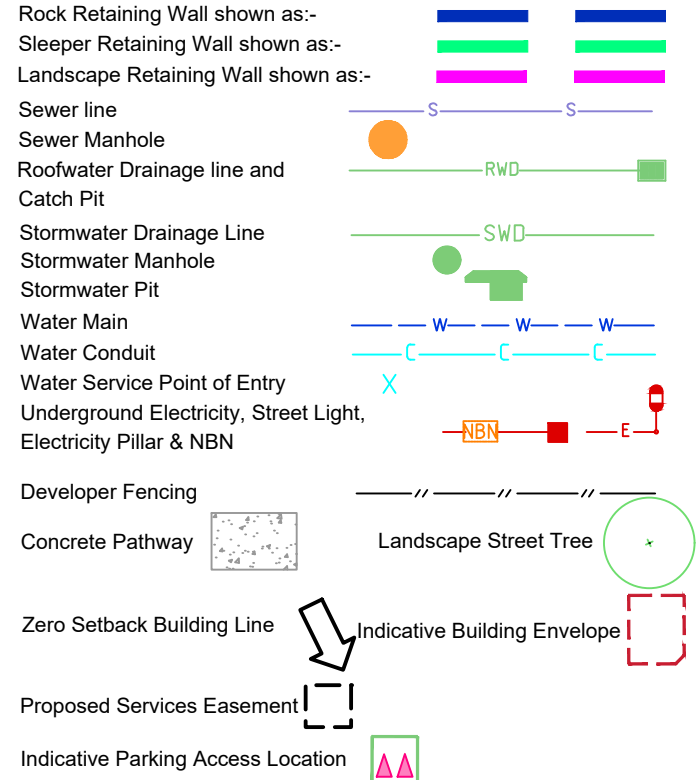 Rock Retaining Wall shown as:-
Sleeper Retaining Wall shown as:-
Landscape Retaining Wall shown as:-
Sewer line S S
Sewer Manhole
Roofwater Drainage line and RWD
Catch Pit
Stormwater Drainage Line SWD
Stormwater Manhole
Stormwater Pit
Water Main W W W
Water Conduit C C C
Water Service Point of Entry
Underground Electricity, Street Light,
Electricity Pillar & NBN NBN E
Developer Fencing
Concrete Pathway Landscape Street Tree
Zero Setback Building Line Indicative Building Envelope
Proposed Services Easement
Indicative Parking Access Location